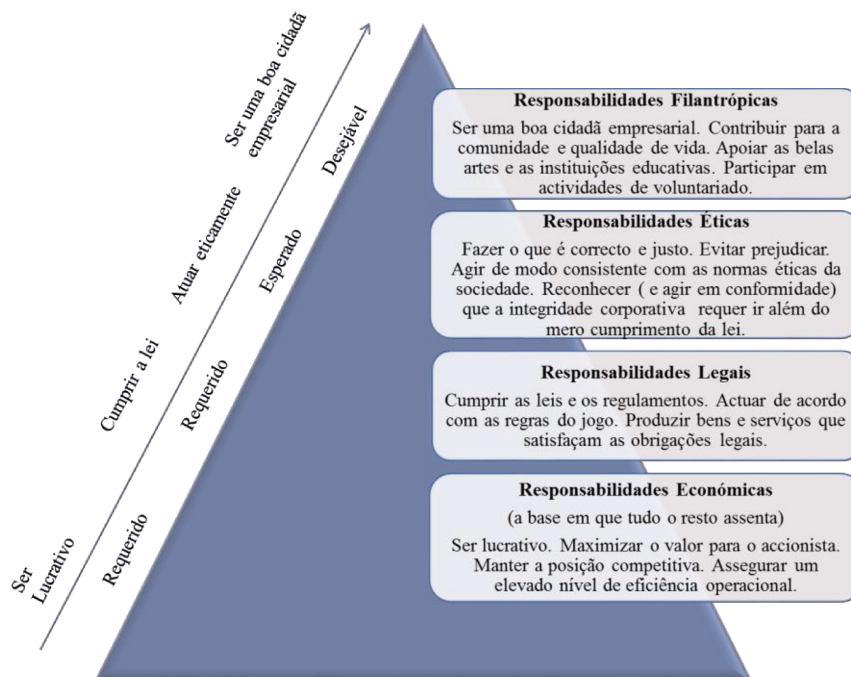 Ser uma boa cidadã
empresarial
Desejável
Responsabilidades Filantrópicas
Ser uma boa cidadã empresarial. Contribuir para a
comunidade e qualidade de vida. Apoiar as belas
artes e as instituições educativas. Participar em
actividades de voluntariado.
Atuar eticamente
Esperado
Responsabilidades Éticas
Fazer o que é correcto e justo. Evitar prejudicar.
Agir de modo consistente com as normas éticas da
sociedade. Reconhecer ( e agir em conformidade)
que a integridade corporativa requer ir além do
mero cumprimento da lei.
Cumprir a lei
Requerido
Responsabilidades Legais
Cumprir as leis e os regulamentos. Actuar de acordo
com as regras do jogo. Produzir bens e serviços que
satisfaçam as obrigações legais.
Ser
Lucrativo
Requerido
Responsabilidades Económicas
(a base em que tudo o resto assenta)
Ser lucrativo. Maximizar o valor para o accionista.
Manter a posição competitiva. Assegurar um
elevado nível de eficiência operacional.